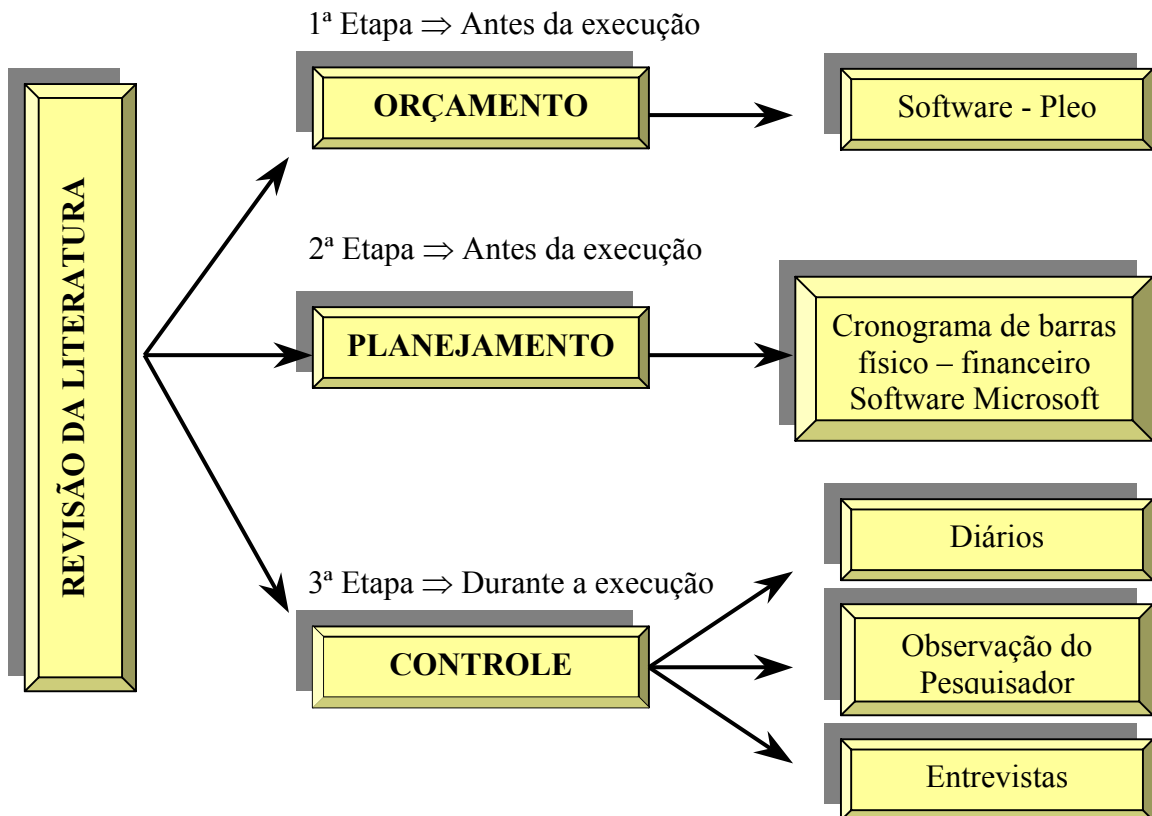 REVISÃO DA LITERATURA
1ª Etapa ⇒ Antes da execução
ORÇAMENTO
Software - Pleo
2ª Etapa ⇒ Antes da execução
PLANEJAMENTO
Cronograma de barras
físico – financeiro
Software Microsoft
3ª Etapa ⇒ Durante a execução
CONTROLE
Diários
Observação do
Pesquisador
Entrevistas